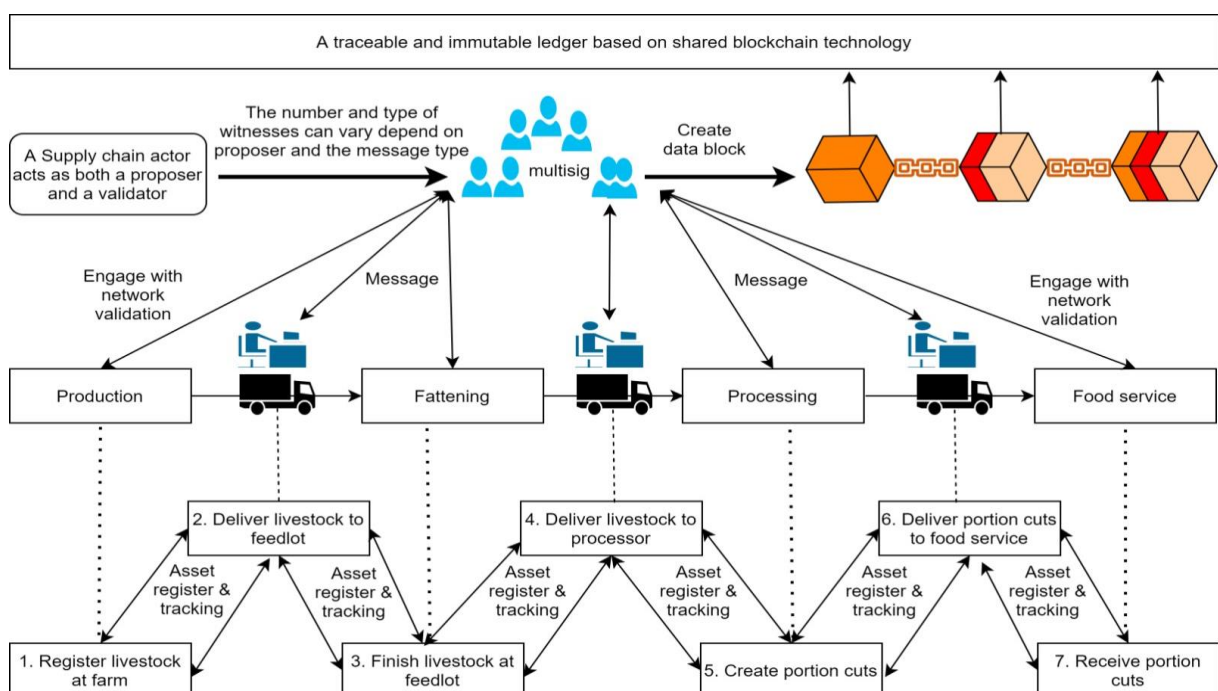 A traceable and immutable ledger based on shared blockchain technology
The number and type of
witnesses can vary depend on
proposer and the message type
A Supply chain actor
acts as both a proposer
and a validator
multisig
Create
data block
Engage with
network
validation
Message
Message
Engage with
network
validation
Production
Fattening
Processing
Food service
2. Deliver livestock to
feedlot
4. Deliver livestock to
processor
6. Deliver portion cuts
to food service
Asset
register &
tracking
Asset
register &
tracking
Asset
register &
tracking
Asset
register &
tracking
Asset
register &
tracking
Asset
register &
tracking
1. Register livestock
at farm
3. Finish livestock at
feedlot
5. Create portion cuts
7. Receive portion
cuts